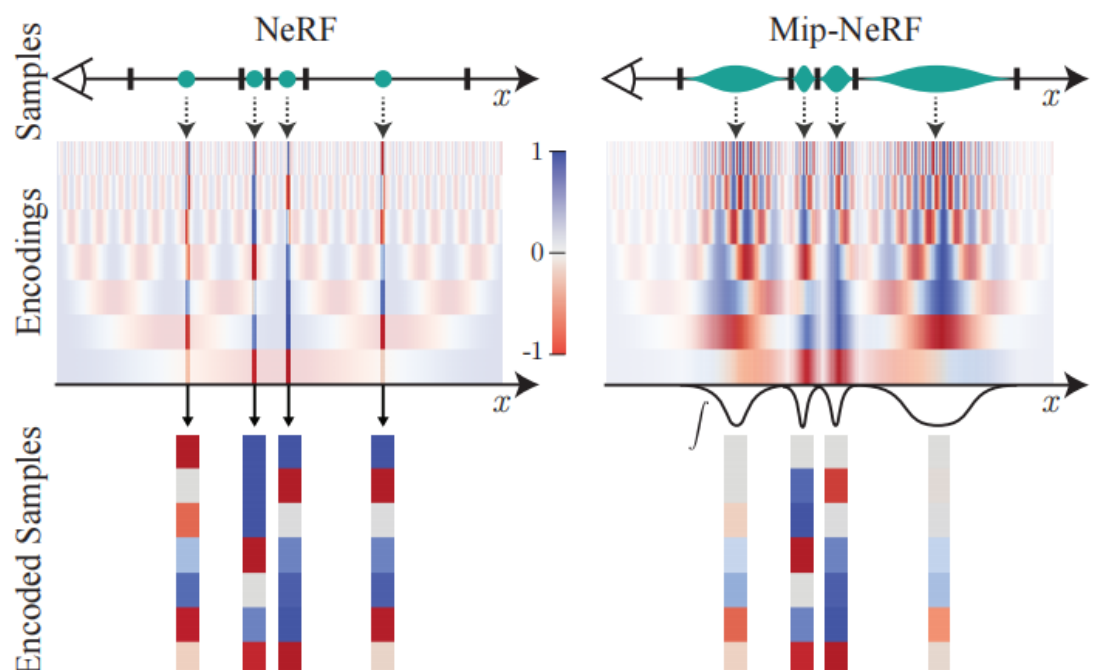 NeRF
Mip-NeRF
Samples
x
x
Encodings
1
0
-1
x
x
∫
Encoded Samples